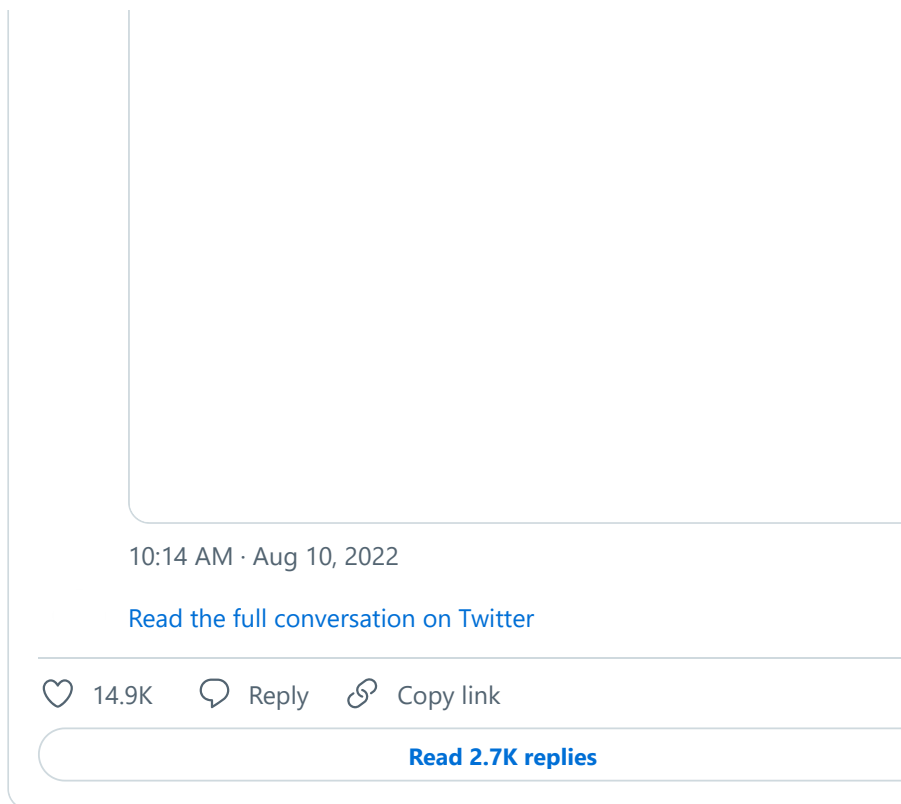 10:14 AM · Aug 10, 2022
Read the full conversation on Twitter
14.9K Reply Copy link
Read 2.7K replies